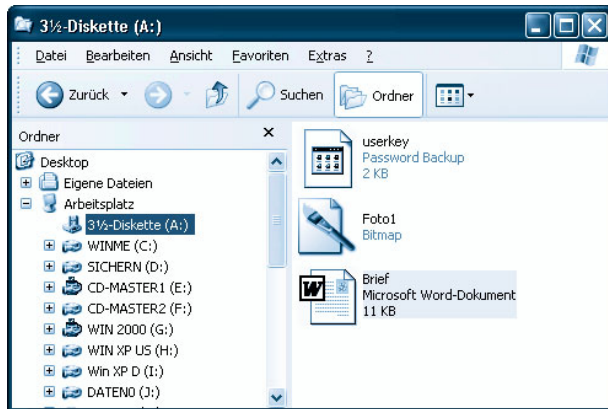 3½-Diskette (A:)
Datei Bearbeiten Ansicht Favoriten Extras ?
Zurück Suchen Ordner
Ordner
Desktop
Eigene Dateien
Arbeitsplatz
3½-Diskette (A:)
WINME (C:)
SICHERN (D:)
CD-MASTER1 (E:)
CD-MASTER2 (F:)
WIN 2000 (G:)
WIN XP US (H:)
Win XP D (I:)
DATEN0 (J:)
userkey
Password Backup
2 KB
Foto1
Bitmap
Brief
Microsoft Word-Dokument
11 KB